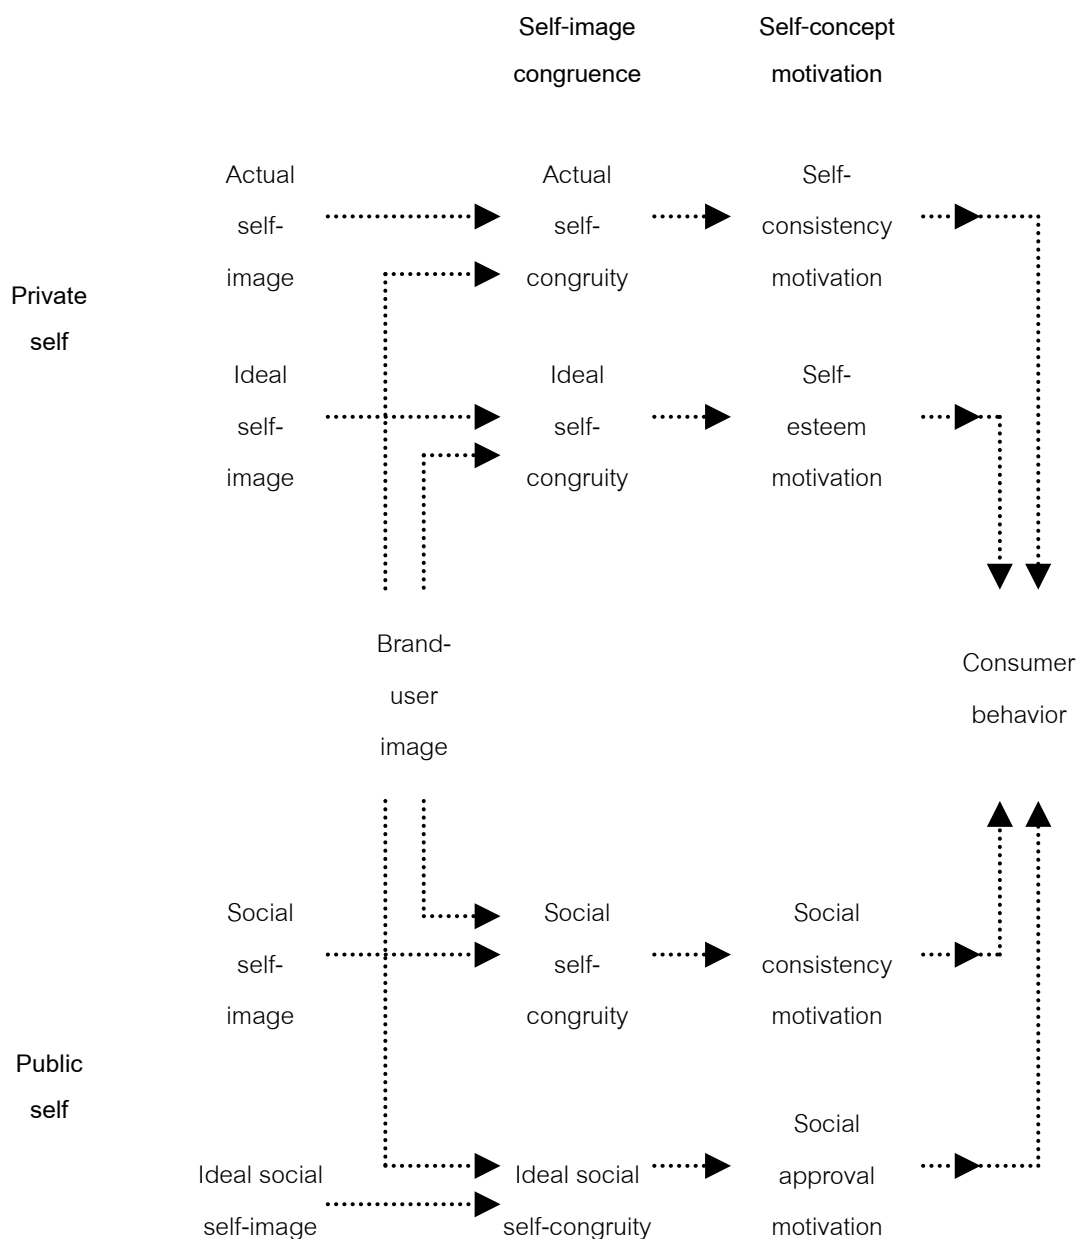 Self-image
congruence
Self-concept
motivation
Private
self
Actual
self-
image
Actual
self-
congruity
Self-
consistency
motivation
Ideal
self-
image
Ideal
self-
congruity
Self-
esteem
motivation
Brand-
user
image
Consumer
behavior
Public
self
Social
self-
image
Social
self-
congruity
Social
consistency
motivation
Ideal social
self-image
Ideal social
self-congruity
Social
approval
motivation